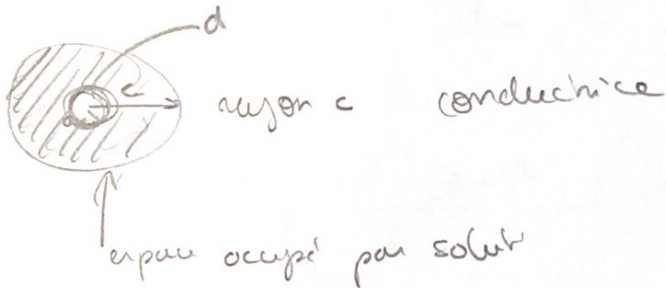 d
c
rayon c conductrice
a
espace occupé par solut